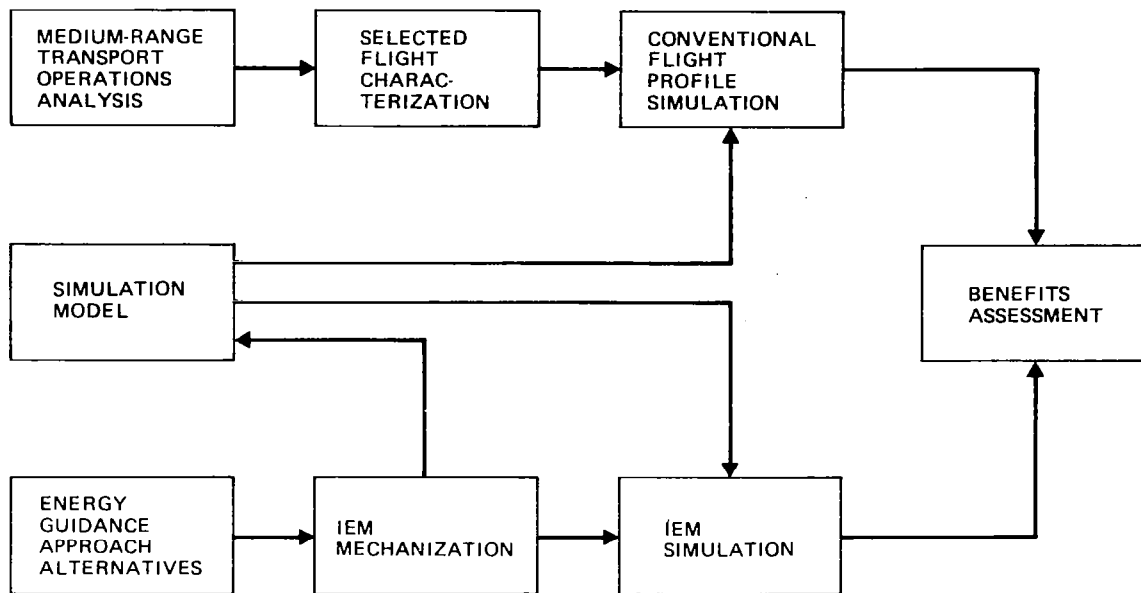 MEDIUM-RANGE
TRANSPORT
OPERATIONS
ANALYSIS
SELECTED
FLIGHT
CHARAC-
TERIZATION
CONVENTIONAL
FLIGHT
PROFILE
SIMULATION
SIMULATION
MODEL
BENEFITS
ASSESSMENT
ENERGY
GUIDANCE
APPROACH
ALTERNATIVES
IEM
MECHANIZATION
IEM
SIMULATION